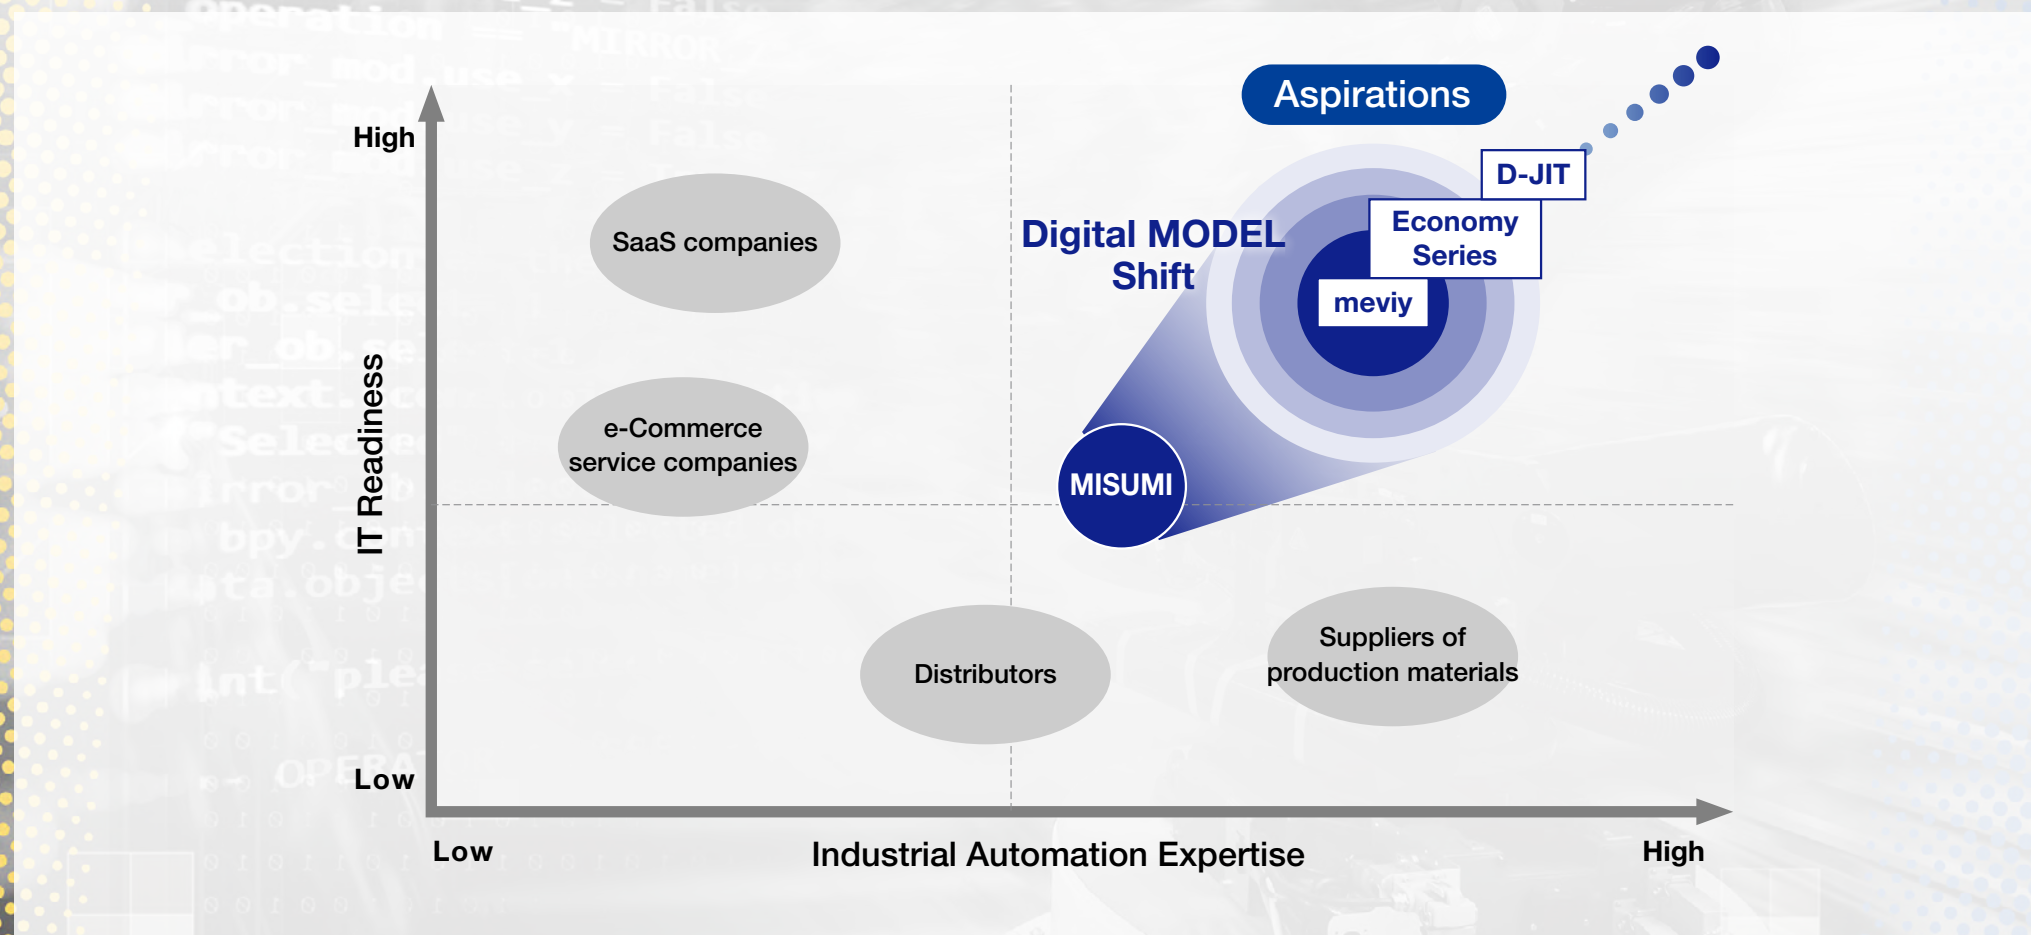 Aspirations
High
D-JIT
Economy
Series
SaaS companies
Digital MODEL
Shift
meviy
IT Readiness
e-Commerce
service companies
MISUMI
Suppliers of
production materials
Distributors
Low
Low
Industrial Automation Expertise
High